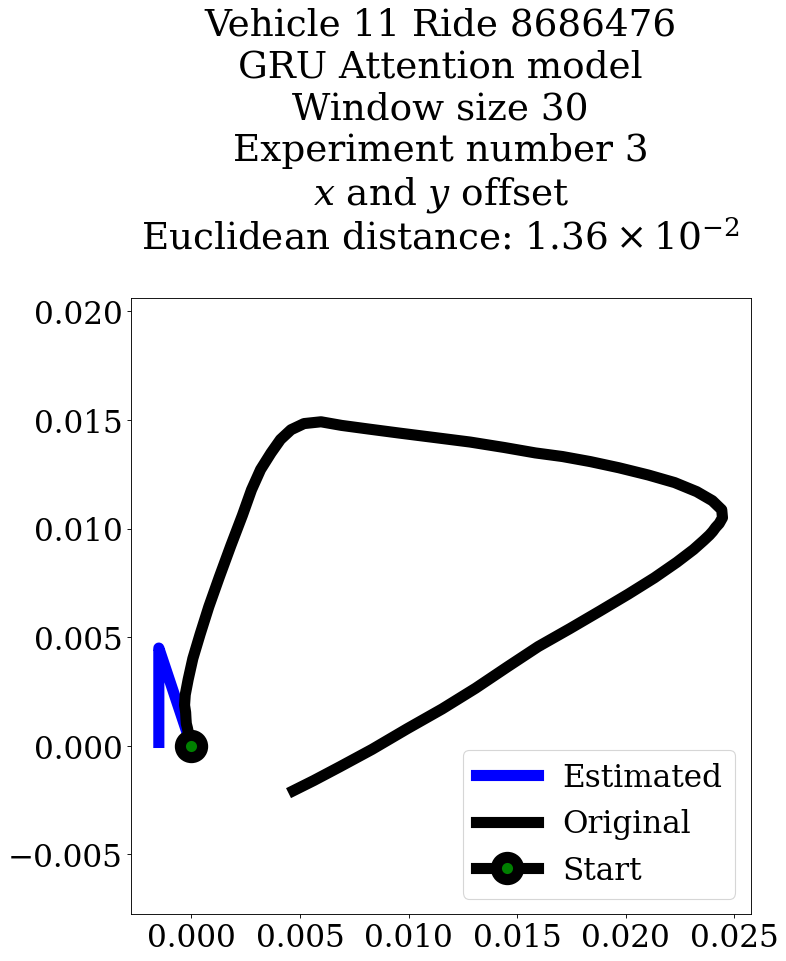 Vehicle 11 Ride 8686476
GRU Attention model
Window size 30
Experiment number 3
x and y offset
Euclidean distance: 1.36 × 10⁻²
0.020
0.015
0.010
0.005
0.000
−0.005
Estimated
Original
Start
0.000 0.005 0.010 0.015 0.020 0.025